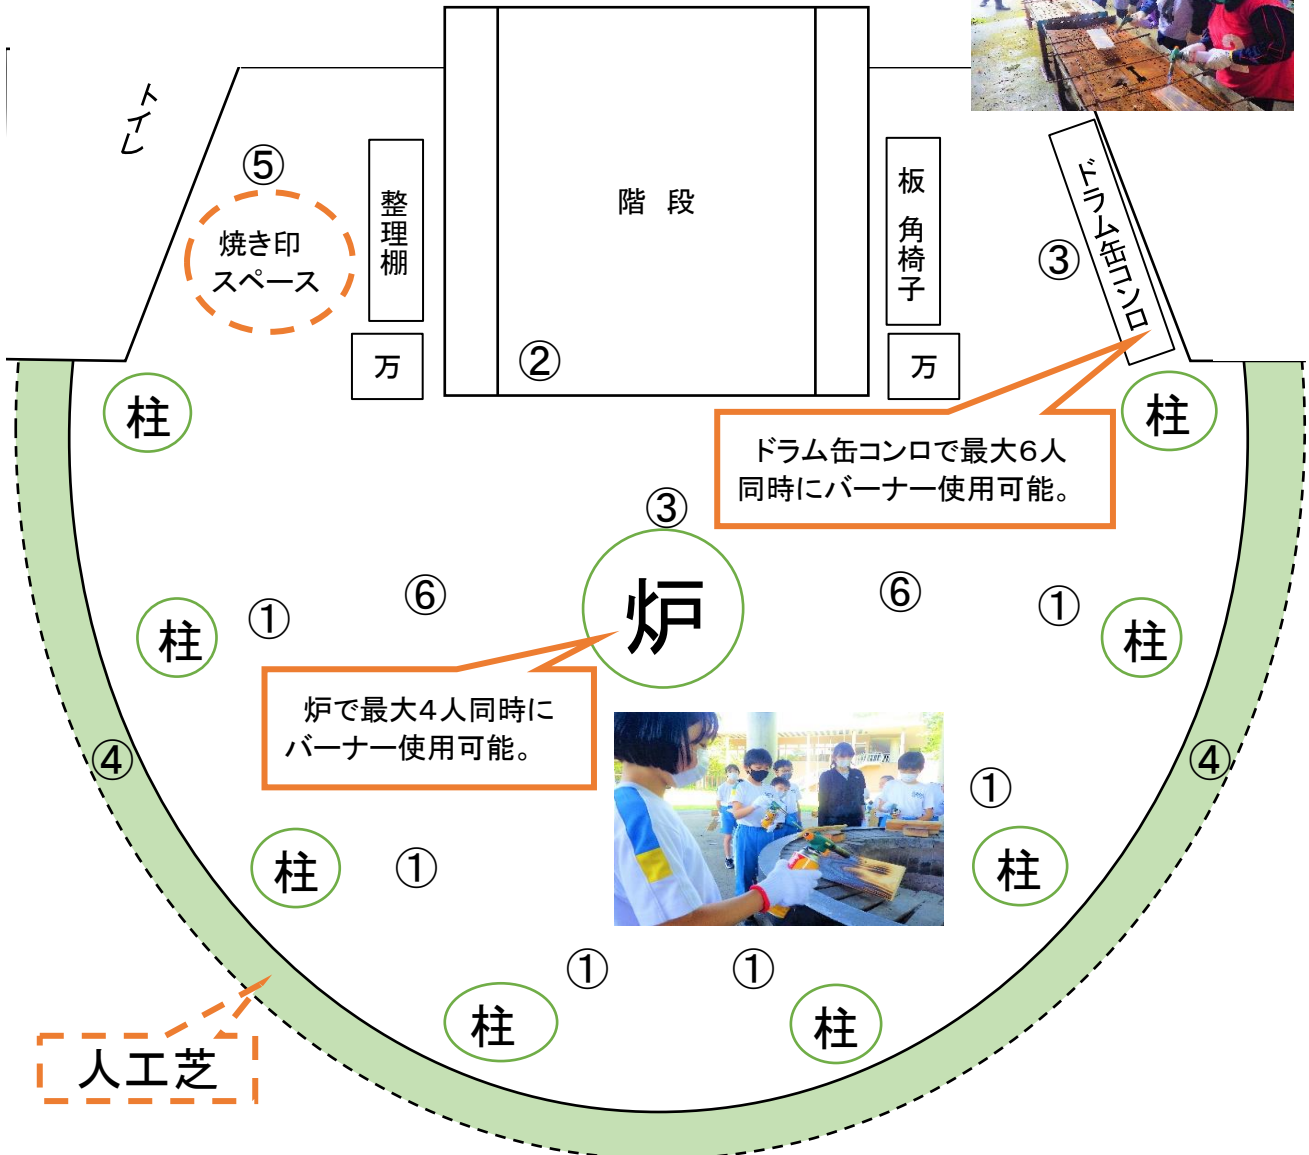 トイレ
⑤
焼き印
スペース
整理棚
万
階 段
②
板 角椅子
万
ドラム缶コンロ
③
ドラム缶コンロで最大6人
同時にバーナー使用可能。
柱
柱
③
炉
⑥
⑥
①
①
柱
柱
炉で最大4人同時に
バーナー使用可能。
④
④
①
①
柱
柱
①
①
柱
柱
人工芝